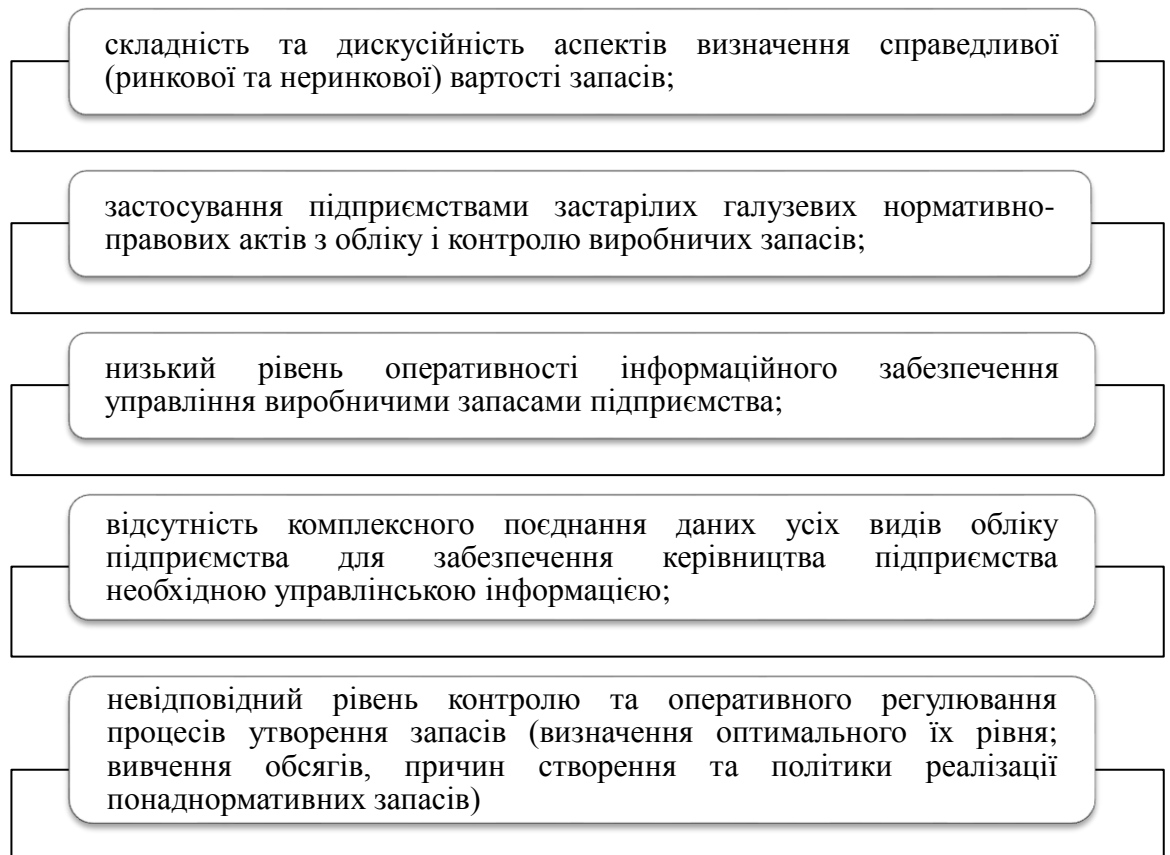 складність та дискусійність аспектів визначення справедливої
(ринкової та неринкової) вартості запасів;
застосування підприємствами застарілих галузевих нормативно-
правових актів з обліку і контролю виробничих запасів;
низький рівень оперативності інформаційного забезпечення
управління виробничими запасами підприємства;
відсутність комплексного поєднання даних усіх видів обліку
підприємства для забезпечення керівництва підприємства
необхідною управлінською інформацією;
невідповідний рівень контролю та оперативного регулювання
процесів утворення запасів (визначення оптимального їх рівня;
вивчення обсягів, причин створення та політики реалізації
понаднормативних запасів)